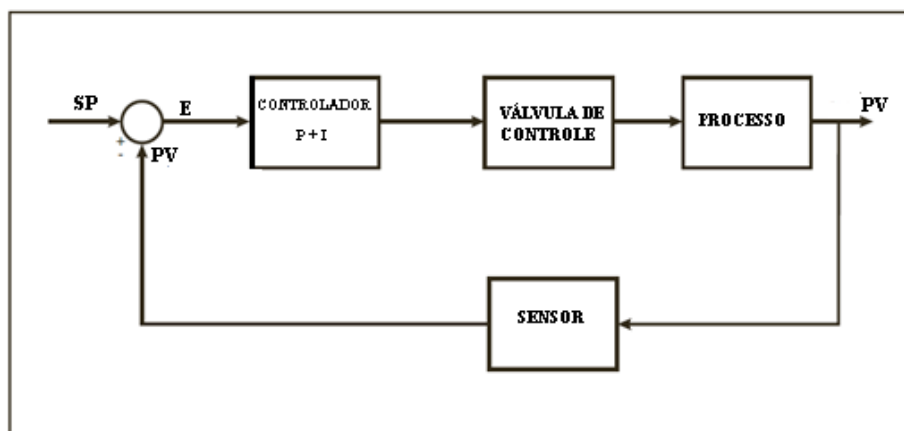 SP
E
CONTROLADOR
P+I
VÁLVULA DE
CONTROLE
PROCESSO
PV
+
-
PV
SENSOR